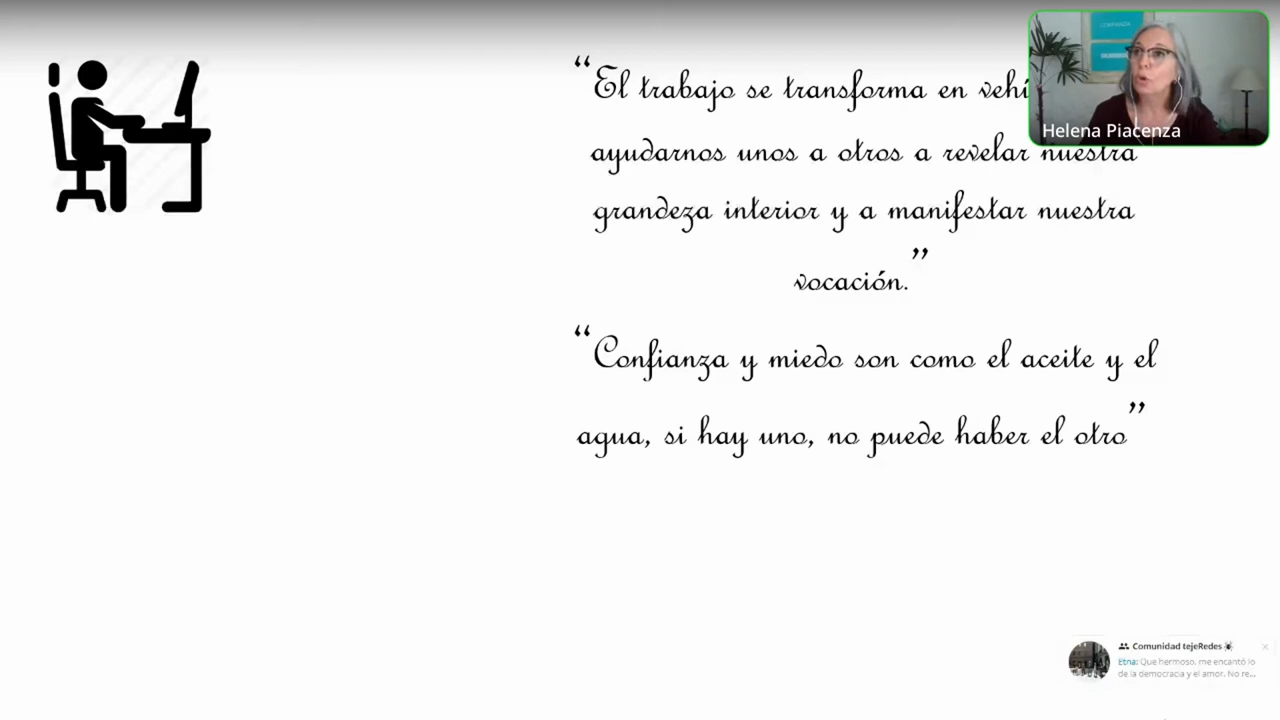 “El trabajo se transforma en vehí
ayudarnos unos a otros a revelar nuestra
grandeza interior y a manifestar nuestra
vocación.”
“Confianza y miedo son como el aceite y el
agua, si hay uno, no puede haber el otro”
CONFIANZA
Helena Piacenza
Comunidad tejeRedes
Etna: Que hermoso, me encantó lo
de la democracia y el amor. No re...